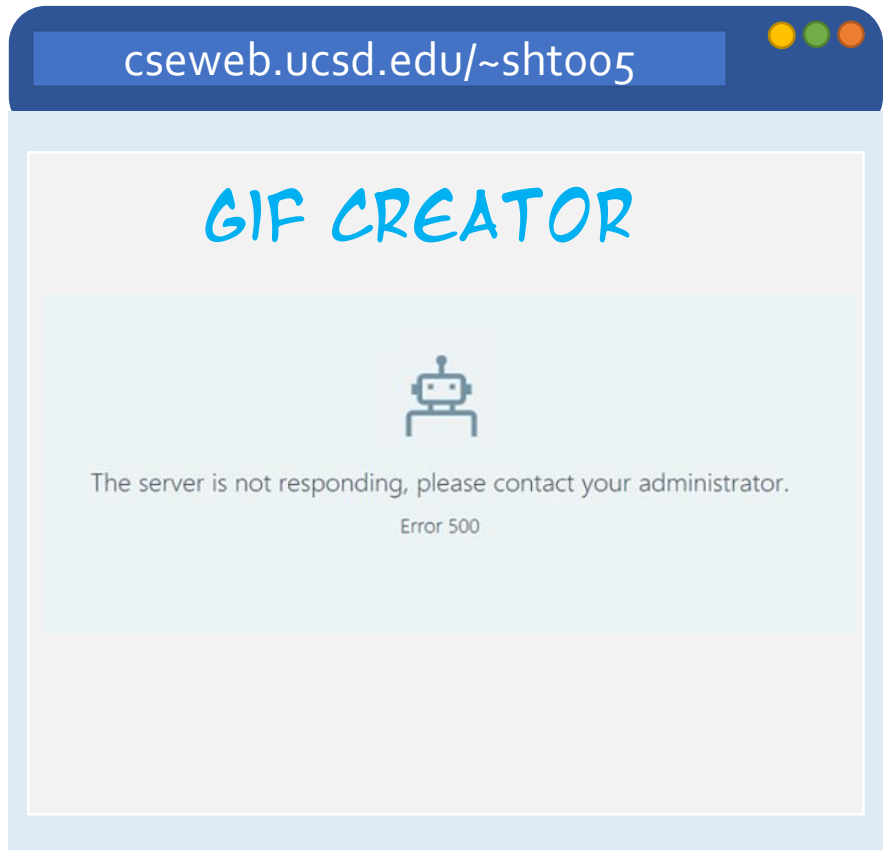 cseweb.ucsd.edu/~sht005
GIF CREATOR
The server is not responding, please contact your administrator.
Error 500